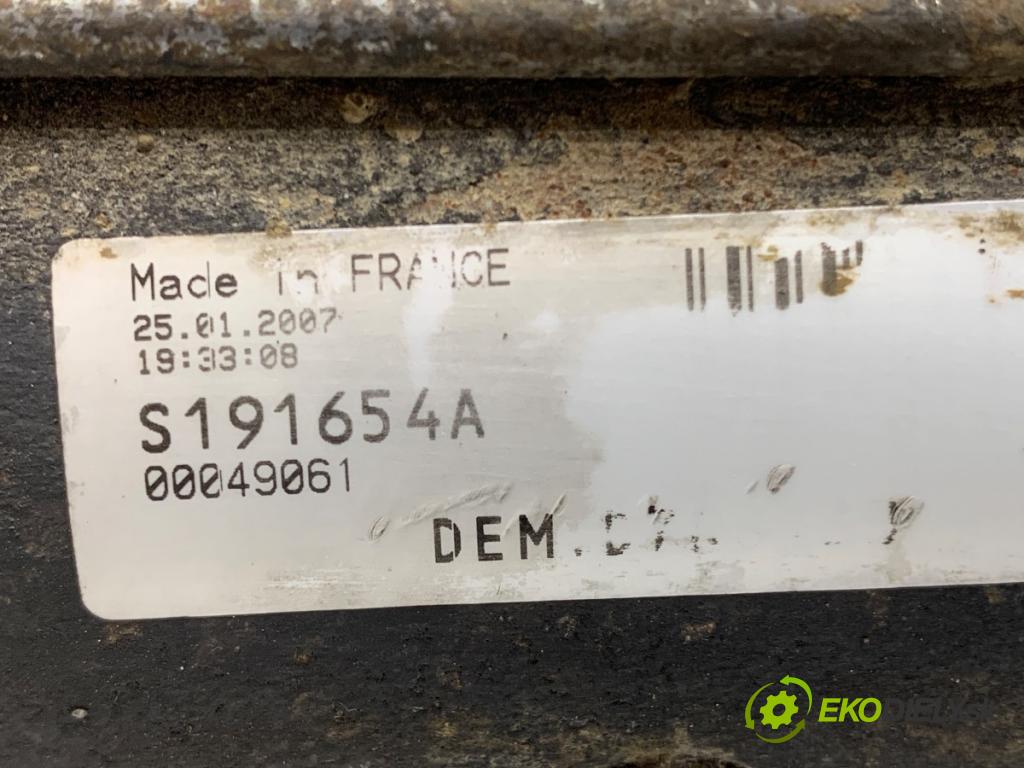 Made in FRANCE
25.01.2007
19:33:08
S191654A
00049061
DEM.
EKO